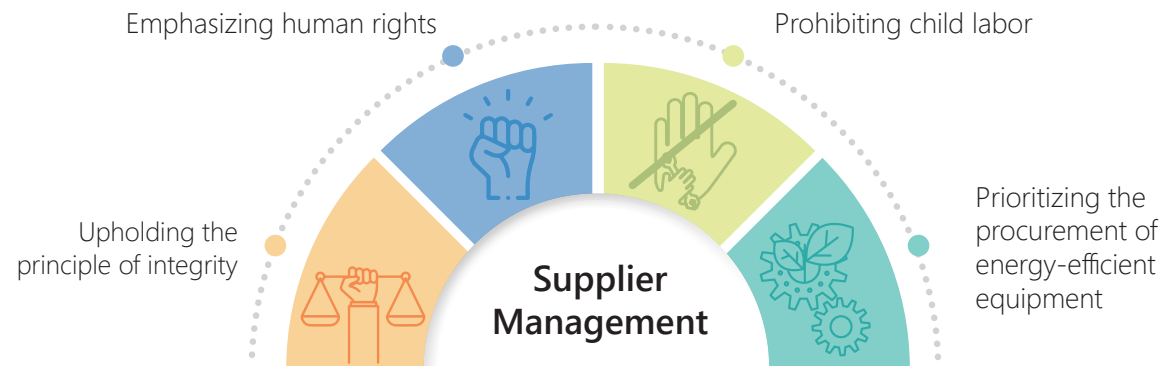 Emphasizing human rights
Prohibiting child labor
Upholding the
principle of integrity
Prioritizing the
procurement of
energy-efficient
equipment
Supplier
Management